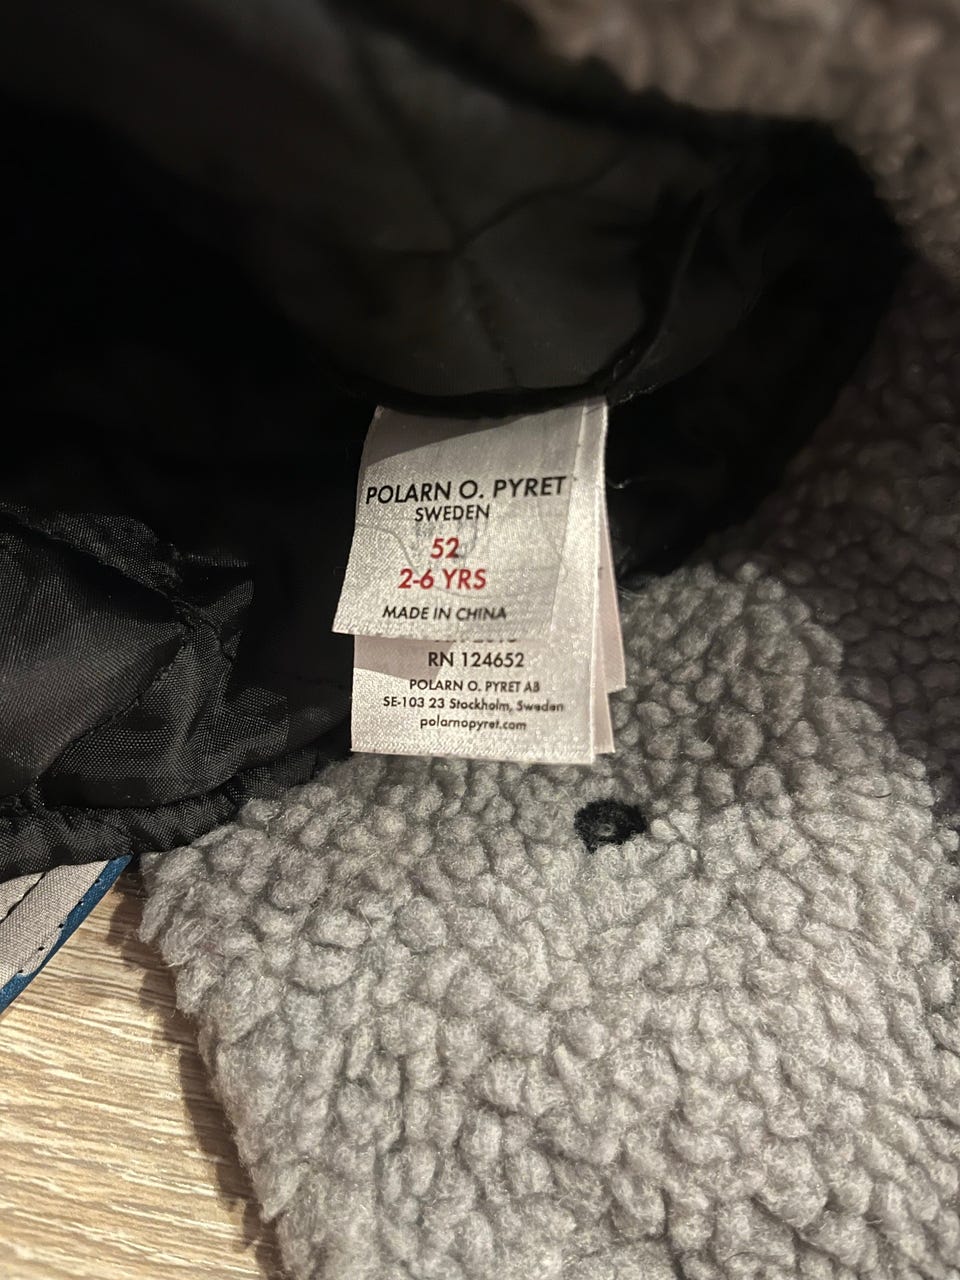 POLARN O. PYRET
SWEDEN
52
2-6 YRS
MADE IN CHINA
RN 124652
POLARN O. PYRET AB
SE-103 23 Stockholm, Sweden
polarnopyret.com